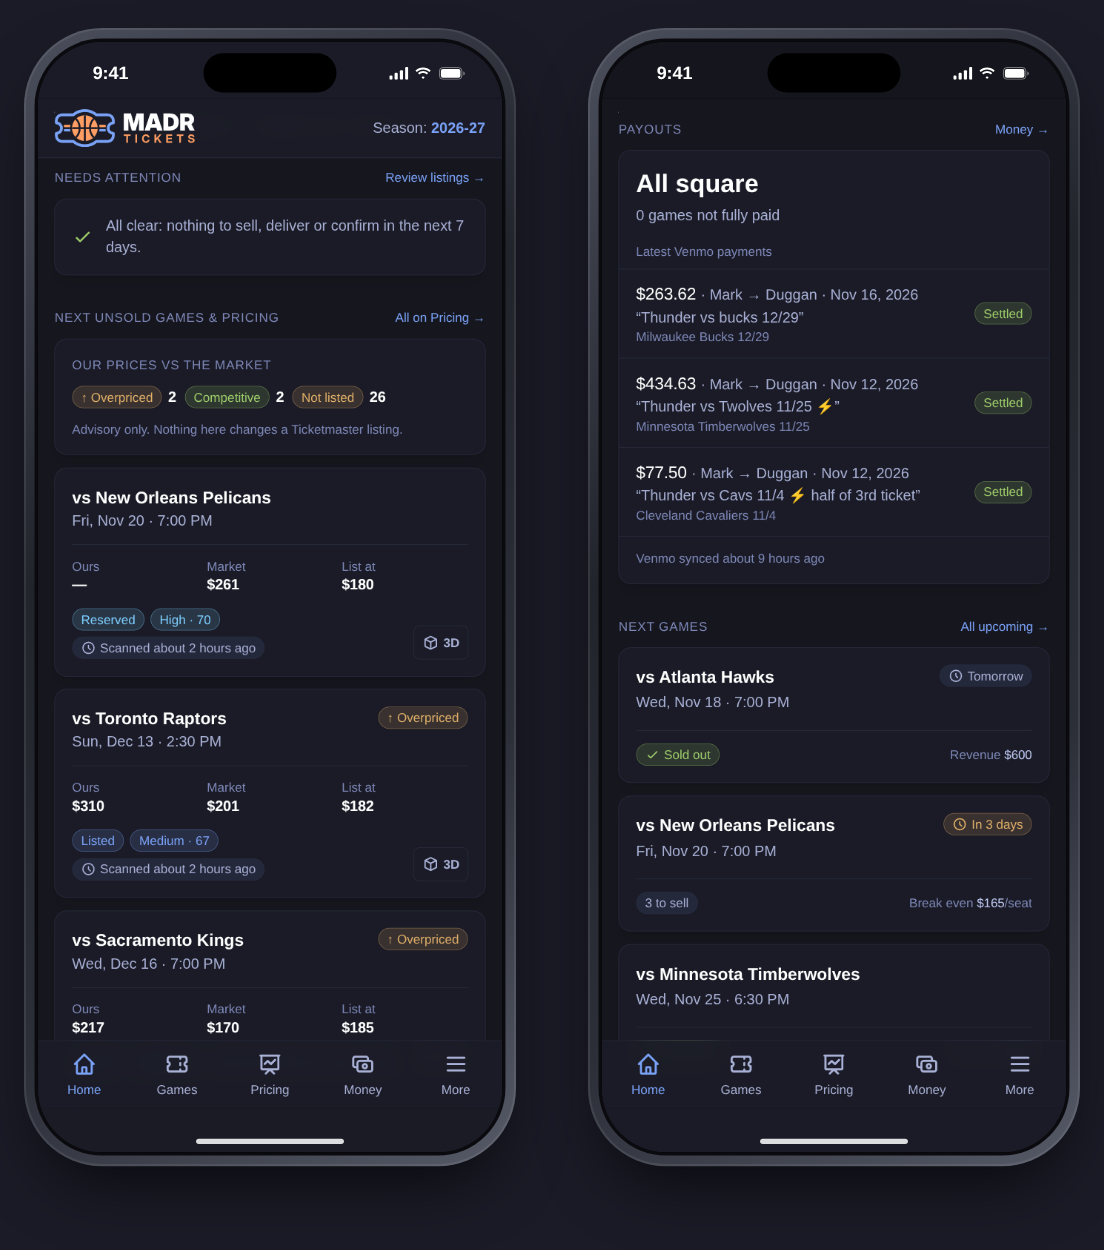 9:41
MADR
TICKETS
Season: 2026-27
NEEDS ATTENTION
Review listings →
All clear: nothing to sell, deliver or confirm in the next 7
days.
NEXT UNSOLD GAMES & PRICING
All on Pricing →
OUR PRICES VS THE MARKET
↑ Overpriced 2 Competitive 2 Not listed 26
Advisory only. Nothing here changes a Ticketmaster listing.
vs New Orleans Pelicans
Fri, Nov 20 · 7:00 PM
Ours Market List at
— $261 $180
Reserved High · 70
Scanned about 2 hours ago
3D
vs Toronto Raptors
↑ Overpriced
Sun, Dec 13 · 2:30 PM
Ours Market List at
$310 $201 $182
Listed Medium · 67
Scanned about 2 hours ago
3D
vs Sacramento Kings
↑ Overpriced
Wed, Dec 16 · 7:00 PM
Ours Market List at
$217 $170 $185
Home Games Pricing Money More
9:41
PAYOUTS
Money →
All square
0 games not fully paid
Latest Venmo payments
$263.62 · Mark → Duggan · Nov 16, 2026
“Thunder vs bucks 12/29”
Milwaukee Bucks 12/29
Settled
$434.63 · Mark → Duggan · Nov 12, 2026
“Thunder vs Twolves 11/25 ⚡”
Minnesota Timberwolves 11/25
Settled
$77.50 · Mark → Duggan · Nov 12, 2026
“Thunder vs Cavs 11/4 ⚡ half of 3rd ticket”
Cleveland Cavaliers 11/4
Settled
Venmo synced about 9 hours ago
NEXT GAMES
All upcoming →
vs Atlanta Hawks
Tomorrow
Wed, Nov 18 · 7:00 PM
Sold out
Revenue $600
vs New Orleans Pelicans
In 3 days
Fri, Nov 20 · 7:00 PM
3 to sell
Break even $165/seat
vs Minnesota Timberwolves
Wed, Nov 25 · 6:30 PM
Home Games Pricing Money More